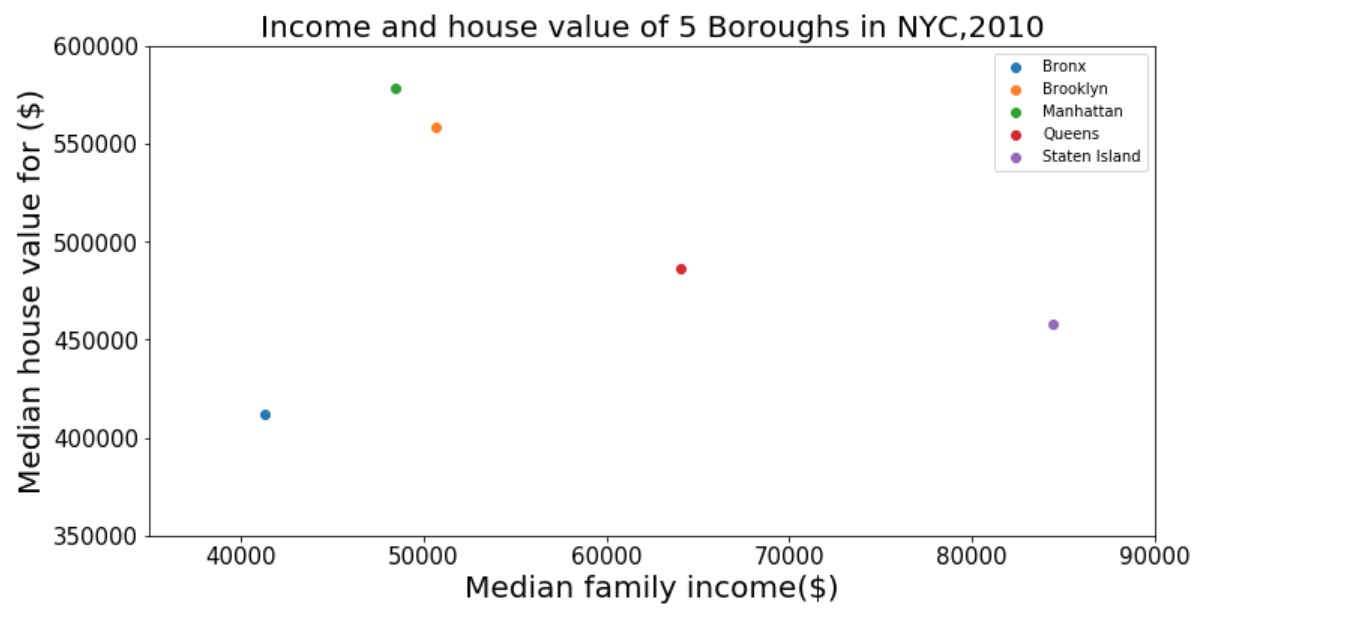 Income and house value of 5 Boroughs in NYC,2010
Median house value for ($)
600000
550000
500000
450000
400000
350000
Bronx
Brooklyn
Manhattan
Queens
Staten Island
40000 50000 60000 70000 80000 90000
Median family income($)